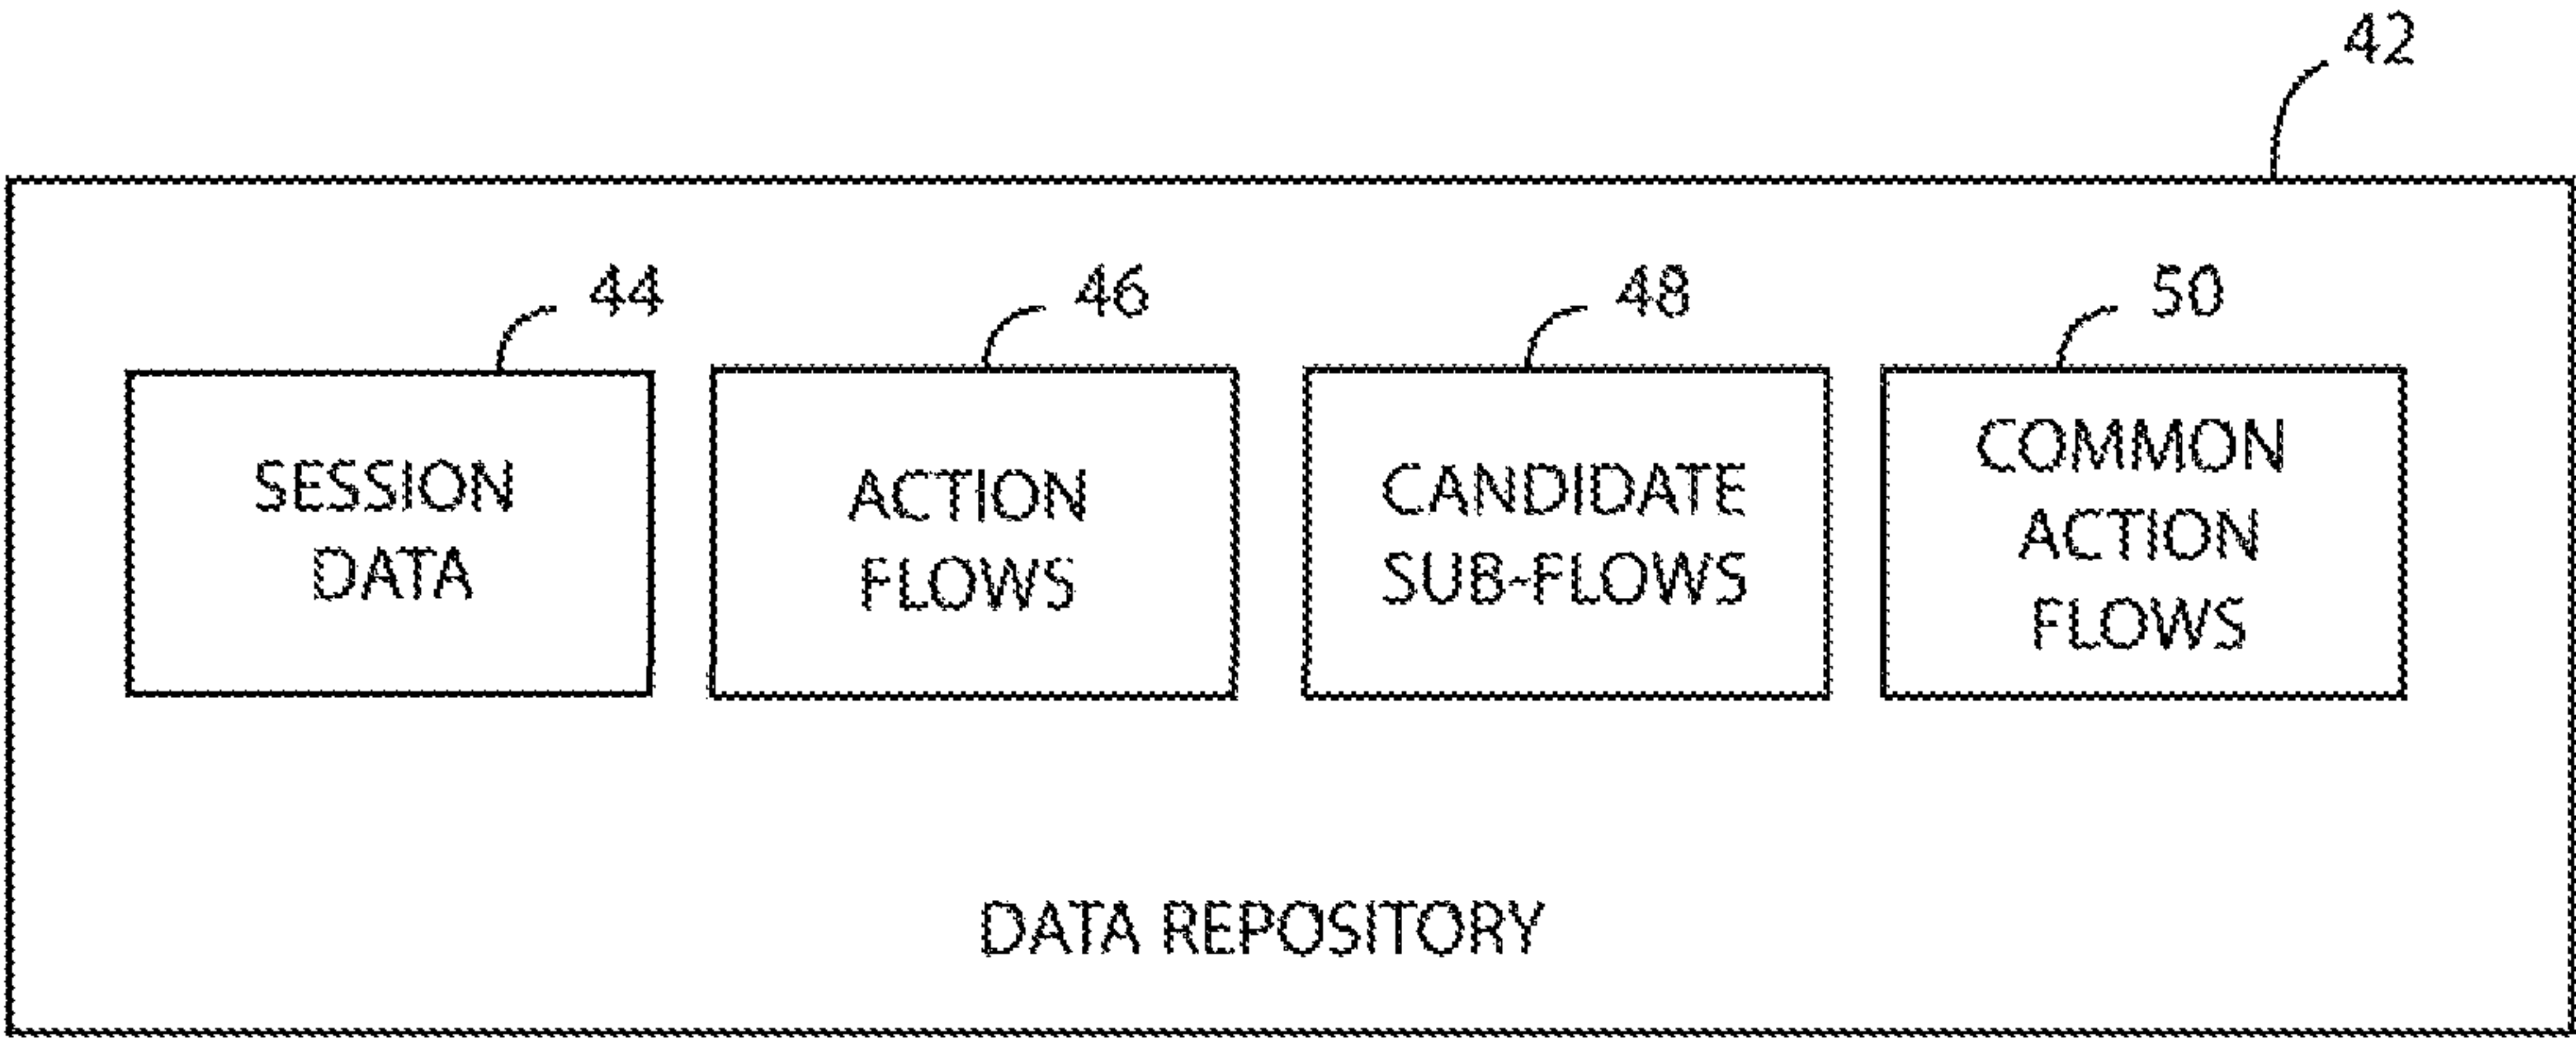 42
44
46
48
50
SESSION
DATA
ACTION
FLOWS
CANDIDATE
SUB-FLOWS
COMMON
ACTION
FLOWS
DATA REPOSITORY